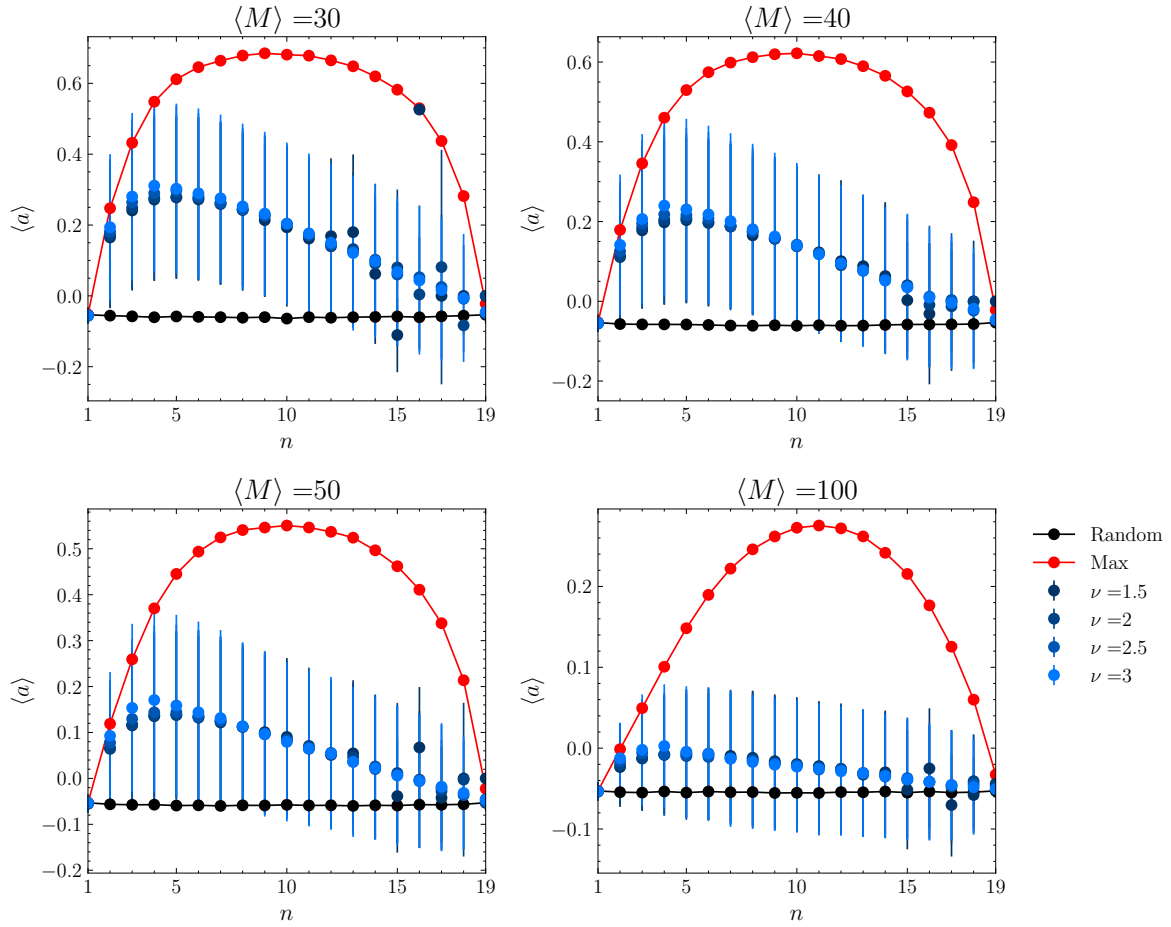 ⟨M⟩ =30
⟨a⟩
0.6
0.4
0.2
0.0
−0.2
1 5 10 15 19
n
⟨M⟩ =40
⟨a⟩
0.6
0.4
0.2
0.0
−0.2
1 5 10 15 19
n
⟨M⟩ =50
⟨a⟩
0.5
0.4
0.3
0.2
0.1
0.0
−0.1
−0.2
1 5 10 15 19
n
⟨M⟩ =100
⟨a⟩
0.2
0.1
0.0
−0.1
1 5 10 15 19
n
Random
Max
ν =1.5
ν =2
ν =2.5
ν =3